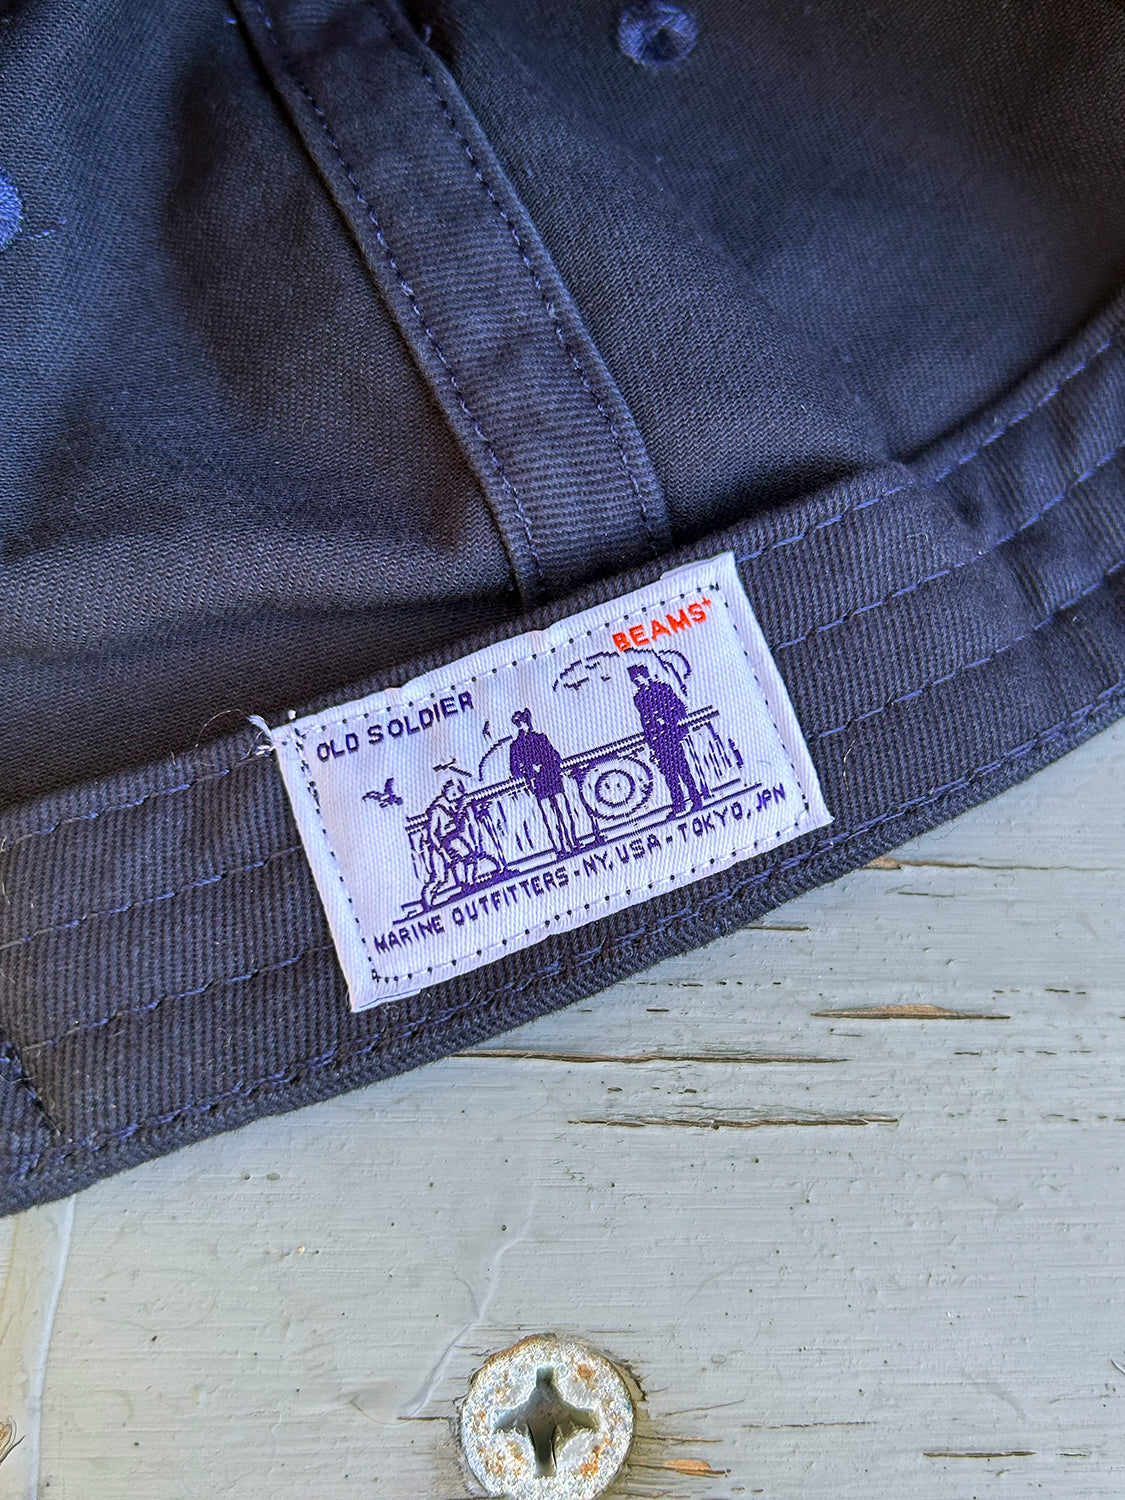 BEAMS+
OLD SOLDIER
MARINE OUTFITTERS - NY, USA - TOKYO, JPN